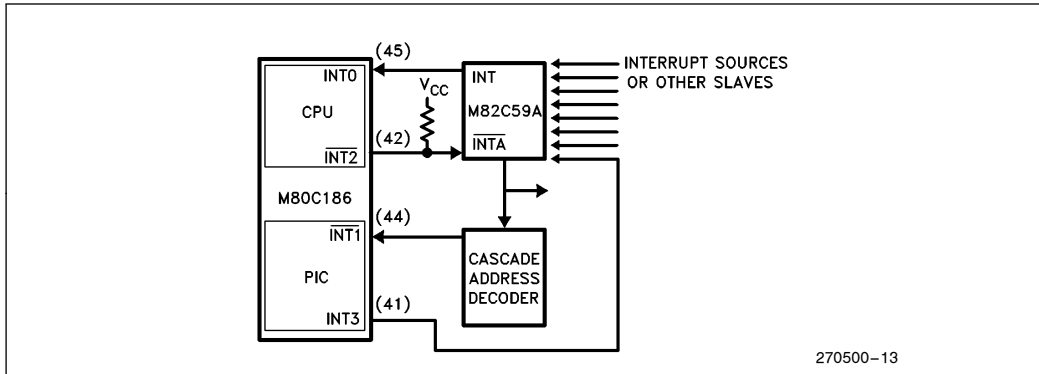 (45)
INT0
CPU
INT2
(42)
VCC
INT
M82C59A
INTA
INTERRUPT SOURCES
OR OTHER SLAVES
M80C186
(44)
INT1
PIC
INT3
(41)
CASCADE
ADDRESS
DECODER
270500–13